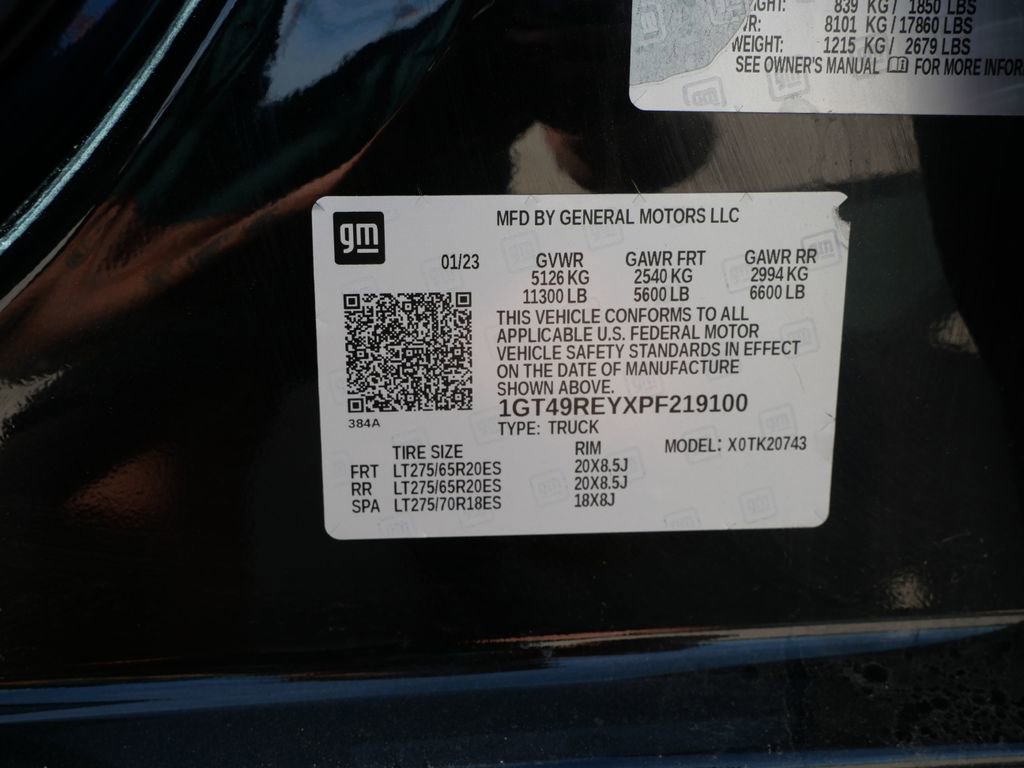 839 KG / 1850 LBS
8101 KG / 17860 LBS
WEIGHT: 1215 KG / 2679 LBS
SEE OWNER'S MANUAL FOR MORE
gm
MFD BY GENERAL MOTORS LLC
01/23 GVWR GAWR FRT GAWR RR
5126 KG 2540 KG 2994 KG
11300 LB 5600 LB 6600 LB
THIS VEHICLE CONFORMS TO ALL
APPLICABLE U.S. FEDERAL MOTOR
VEHICLE SAFETY STANDARDS IN EFFECT
ON THE DATE OF MANUFACTURE
SHOWN ABOVE.
1GT49REYXPF219100
384A
TYPE: TRUCK
TIRE SIZE RIM MODEL: X0TK20743
FRT LT275/65R20ES 20X8.5J
RR LT275/65R20ES 20X8.5J
SPA LT275/70R18ES 18X8J